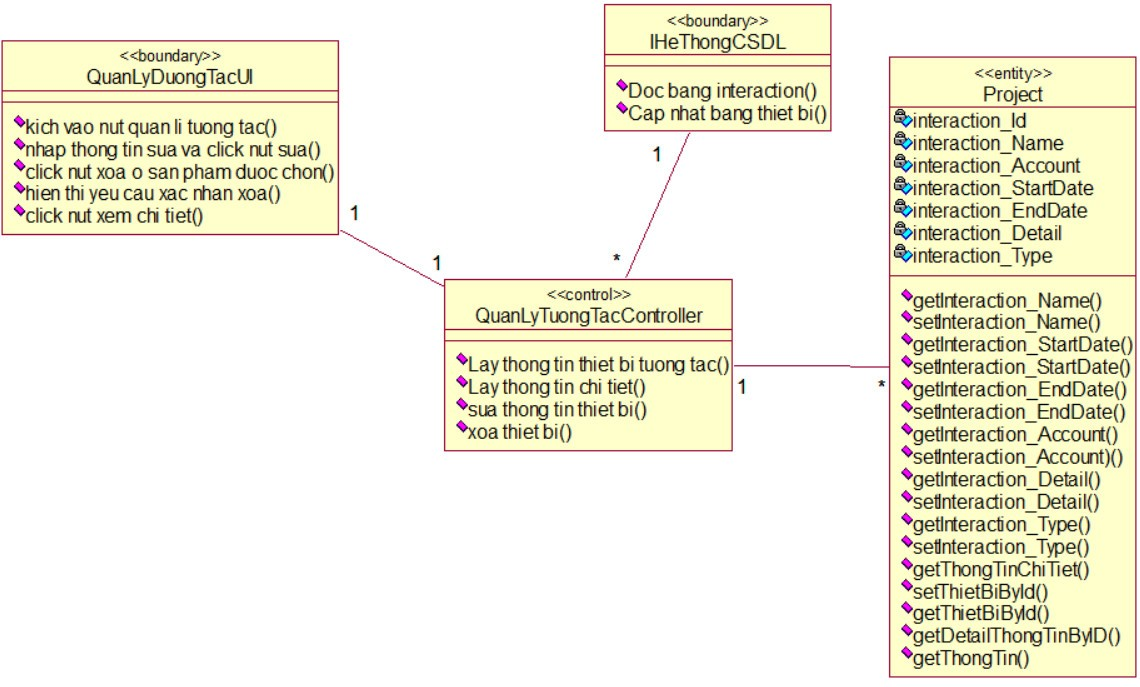 <<boundary>>
QuanLyDuongTacUI
kich vao nut quan li tuong tac()
nhap thong tin sua va click nut sua()
click nut xoa o san pham duoc chon()
hien thi yeu cau xac nhan xoa()
click nut xem chi tiet()
<<boundary>>
IHeThongCSDL
Doc bang interaction()
Cap nhat bang thiet bi()
<<entity>>
Project
interaction_Id
interaction_Name
interaction_Account
interaction_StartDate
interaction_EndDate
interaction_Detail
interaction_Type
getInteraction_Name()
setInteraction_Name()
getInteraction_StartDate()
setInteraction_StartDate()
getInteraction_EndDate()
setInteraction_EndDate()
getInteraction_Account()
setInteraction_Account)()
getInteraction_Detail()
setInteraction_Detail()
getInteraction_Type()
setInteraction_Type()
getThongTinChiTiet()
setThietBiById()
getThietBiById()
getDetailThongTinByID()
getThongTin()
1
1
1
*
<<control>>
QuanLyTuongTacController
Lay thong tin thiet bi tuong tac()
Lay thong tin chi tiet()
sua thong tin thiet bi()
xoa thiet bi()
1
*